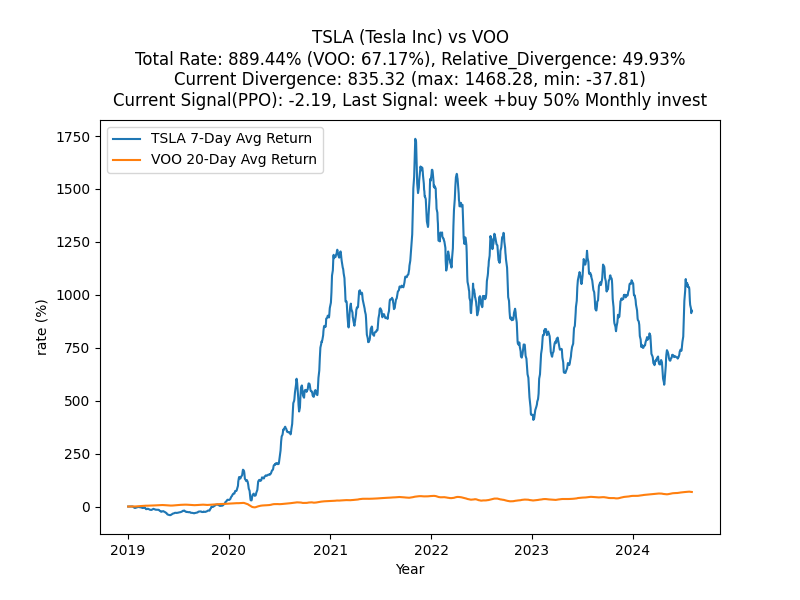 TSLA (Tesla Inc) vs VOO
Total Rate: 889.44% (VOO: 67.17%), Relative_Divergence: 49.93%
Current Divergence: 835.32 (max: 1468.28, min: -37.81)
Current Signal(PPO): -2.19, Last Signal: week +buy 50% Monthly invest
TSLA 7-Day Avg Return
VOO 20-Day Avg Return
1750
1500
1250
1000
750
500
250
0
rate (%)
2019 2020 2021 2022 2023 2024
Year